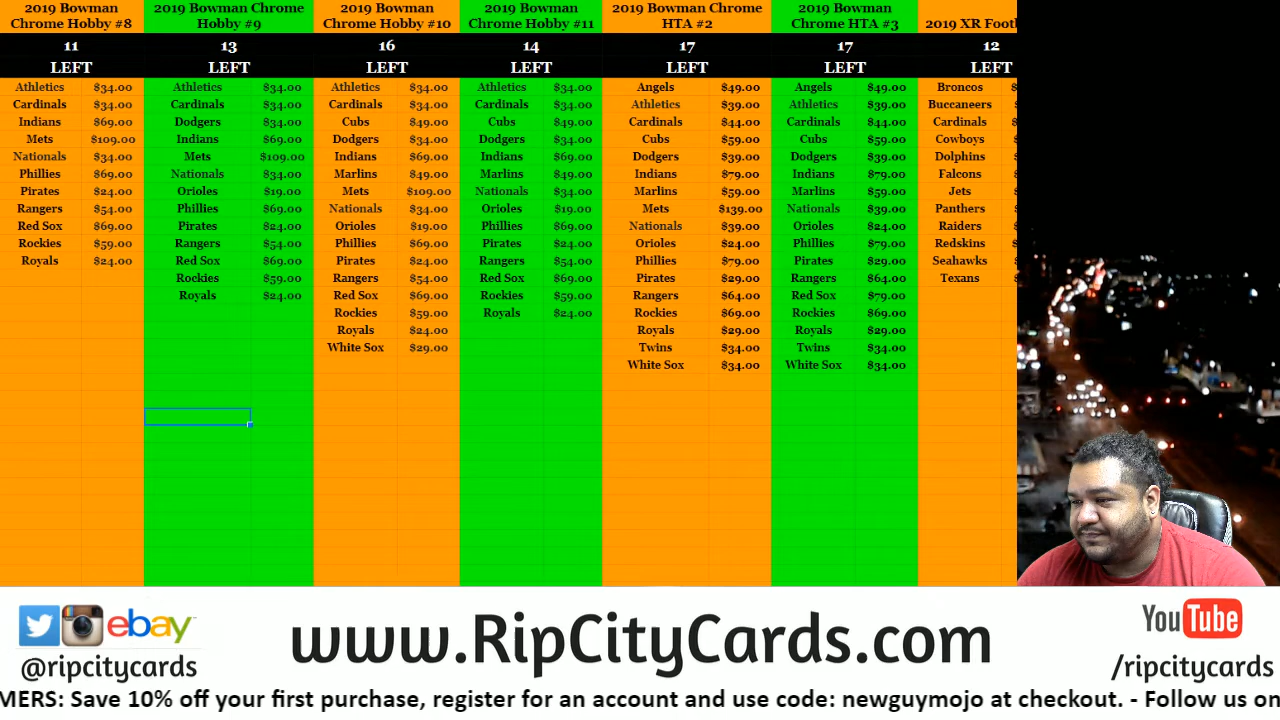 2019 Bowman
Chrome Hobby #8
11
LEFT
Athletics $34.00
Cardinals $34.00
Indians $69.00
Mets $109.00
Nationals $34.00
Phillies $69.00
Pirates $24.00
Rangers $54.00
Red Sox $69.00
Rockies $59.00
Royals $24.00
2019 Bowman Chrome
Hobby #9
13
LEFT
Athletics $34.00
Cardinals $34.00
Dodgers $34.00
Indians $69.00
Mets $109.00
Nationals $34.00
Orioles $19.00
Phillies $69.00
Pirates $24.00
Rangers $54.00
Red Sox $69.00
Rockies $59.00
Royals $24.00
2019 Bowman
Chrome Hobby #10
16
LEFT
Athletics $34.00
Cardinals $34.00
Cubs $49.00
Dodgers $34.00
Indians $69.00
Marlins $49.00
Mets $109.00
Nationals $34.00
Orioles $19.00
Phillies $69.00
Pirates $24.00
Rangers $54.00
Red Sox $69.00
Rockies $59.00
Royals $24.00
White Sox $29.00
2019 Bowman
Chrome Hobby #11
14
LEFT
Athletics $34.00
Cardinals $34.00
Cubs $49.00
Dodgers $34.00
Indians $69.00
Marlins $49.00
Nationals $34.00
Orioles $19.00
Phillies $69.00
Pirates $24.00
Rangers $54.00
Red Sox $69.00
Rockies $59.00
Royals $24.00
2019 Bowman Chrome
HTA #2
17
LEFT
Angels $49.00
Athletics $39.00
Cardinals $44.00
Cubs $59.00
Dodgers $39.00
Indians $79.00
Marlins $59.00
Mets $139.00
Nationals $39.00
Orioles $24.00
Phillies $79.00
Pirates $29.00
Rangers $64.00
Rockies $69.00
Royals $29.00
Twins $34.00
White Sox $34.00
2019 Bowman
Chrome HTA #3
17
LEFT
Angels $49.00
Athletics $39.00
Cardinals $44.00
Cubs $59.00
Dodgers $39.00
Indians $79.00
Marlins $59.00
Nationals $39.00
Orioles $24.00
Phillies $79.00
Pirates $29.00
Rangers $64.00
Red Sox $79.00
Rockies $69.00
Royals $29.00
Twins $34.00
White Sox $34.00
2019 XR Footb
12
LEFT
Broncos
Buccaneers
Cardinals
Cowboys
Dolphins
Falcons
Jets
Panthers
Raiders
Redskins
Seahawks
Texans
ebay
@ripcitycards
www.RipCityCards.com
YouTube
/ripcitycards
MERS: Save 10% off your first purchase, register for an account and use code: newguymojo at checkout. - Follow us on